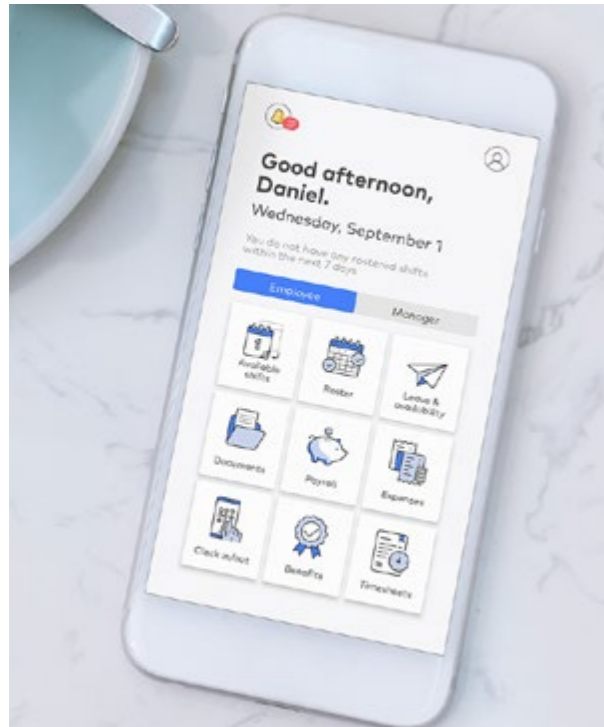 Good afternoon,
Daniel.
Wednesday, September 1
You do not have any rostered shifts
within the next 7 days
Employee
Manager
Available
shifts
Roster
Leave &
availability
Documents
Payroll
Expenses
Clock in/out
Benefits
Timesheets